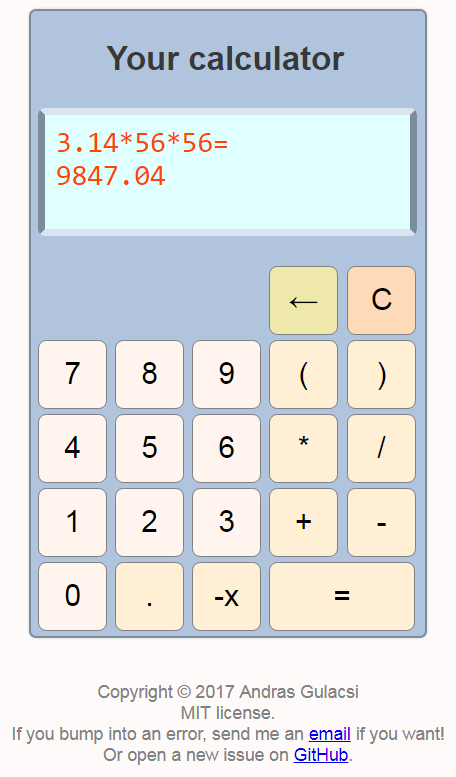 Your calculator
3.14*56*56=
9847.04
← C
7 8 9 ( )
4 5 6 * /
1 2 3 + -
0 . -x =
Copyright © 2017 Andras Gulacsi
MIT license.
If you bump into an error, send me an email if you want!
Or open a new issue on GitHub.